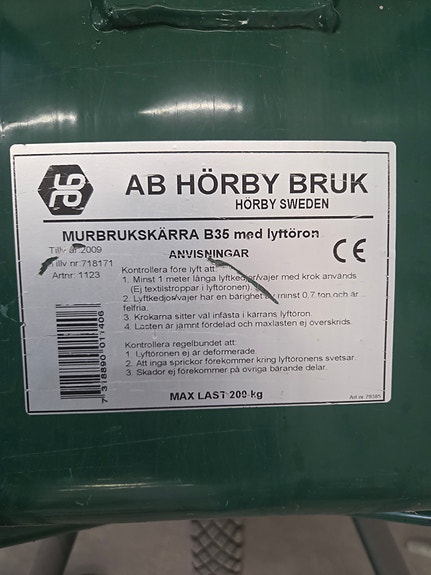 AB HÖRBY BRUK
HÖRBY SWEDEN
MURBRUKSKÄRRA B35 med lyftöron
Tillv år:2009
Tillv nr:718171
Artnr: 1123
ANVISNINGAR
CE
Kontrollera före lyft att:
1. Minst 1 meter långa lyftkedjor/vajer med krok används
(Ej textilstroppar i lyftöronen).
2. Lyftkedjor/vajer har en bärighet av minst 0,7 ton och är
felfria.
3. Krokarna sitter väl infästa i kärrans lyftöron.
4. Lasten är jämnt fördelad och maxlasten ej överskrids.
Kontrollera regelbundet att:
1. Lyftöronen ej är deformerade.
2. Att inga sprickor förekommer kring lyftöronens svetsar.
3. Skador ej förekommer på övriga bärande delar.
7 318890 011406
MAX LAST 200 kg